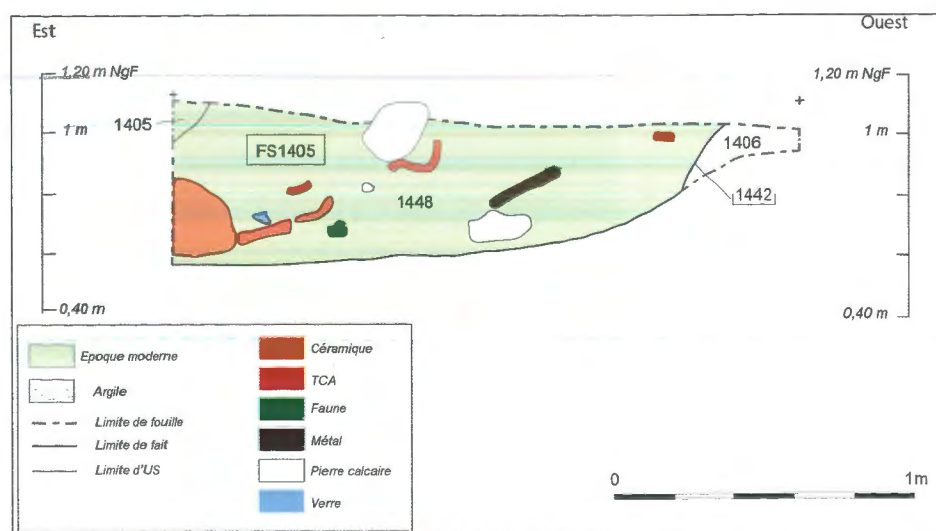 Est
Ouest
1,20 m NgF
1,20 m NgF
1405
1 m
1 m
FS1405
1406
1448
1442
0,40 m
0,40 m
Epoque moderne
Argile
Limite de fouille
Limite de fait
Limite d'US
Céramique
TCA
Faune
Métal
Pierre calcaire
Verre
0
1m